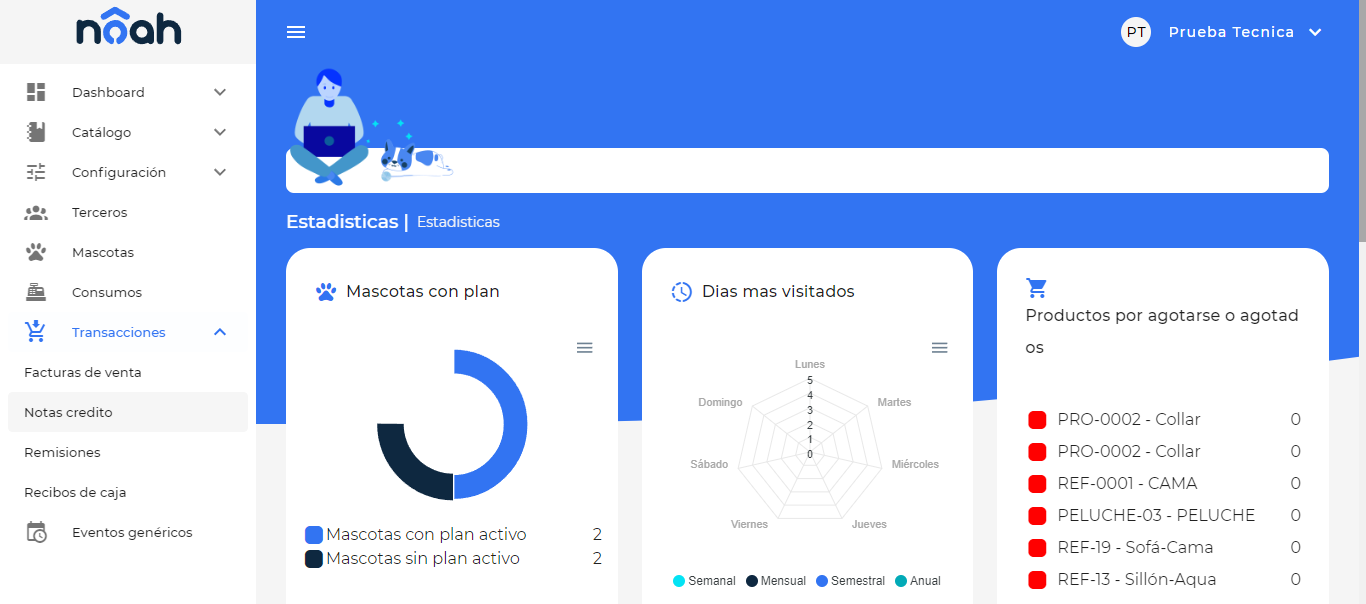 nôah
PT Prueba Tecnica
Dashboard
Catálogo
Configuración
Terceros
Mascotas
Consumos
Transacciones
Facturas de venta
Notas credito
Remisiones
Recibos de caja
Eventos genéricos
Estadisticas | Estadisticas
Mascotas con plan
Mascotas con plan activo 2
Mascotas sin plan activo 2
Dias mas visitados
Lunes
5
4
3
2
1
0
Domingo
Martes
Sábado
Miércoles
Viernes
Jueves
Semanal Mensual Semestral Anual
Productos por agotarse o agotad
os
PRO-0002 - Collar 0
PRO-0002 - Collar 0
REF-0001 - CAMA 0
PELUCHE-03 - PELUCHE 0
REF-19 - Sofá-Cama 0
REF-13 - Sillón-Aqua 0